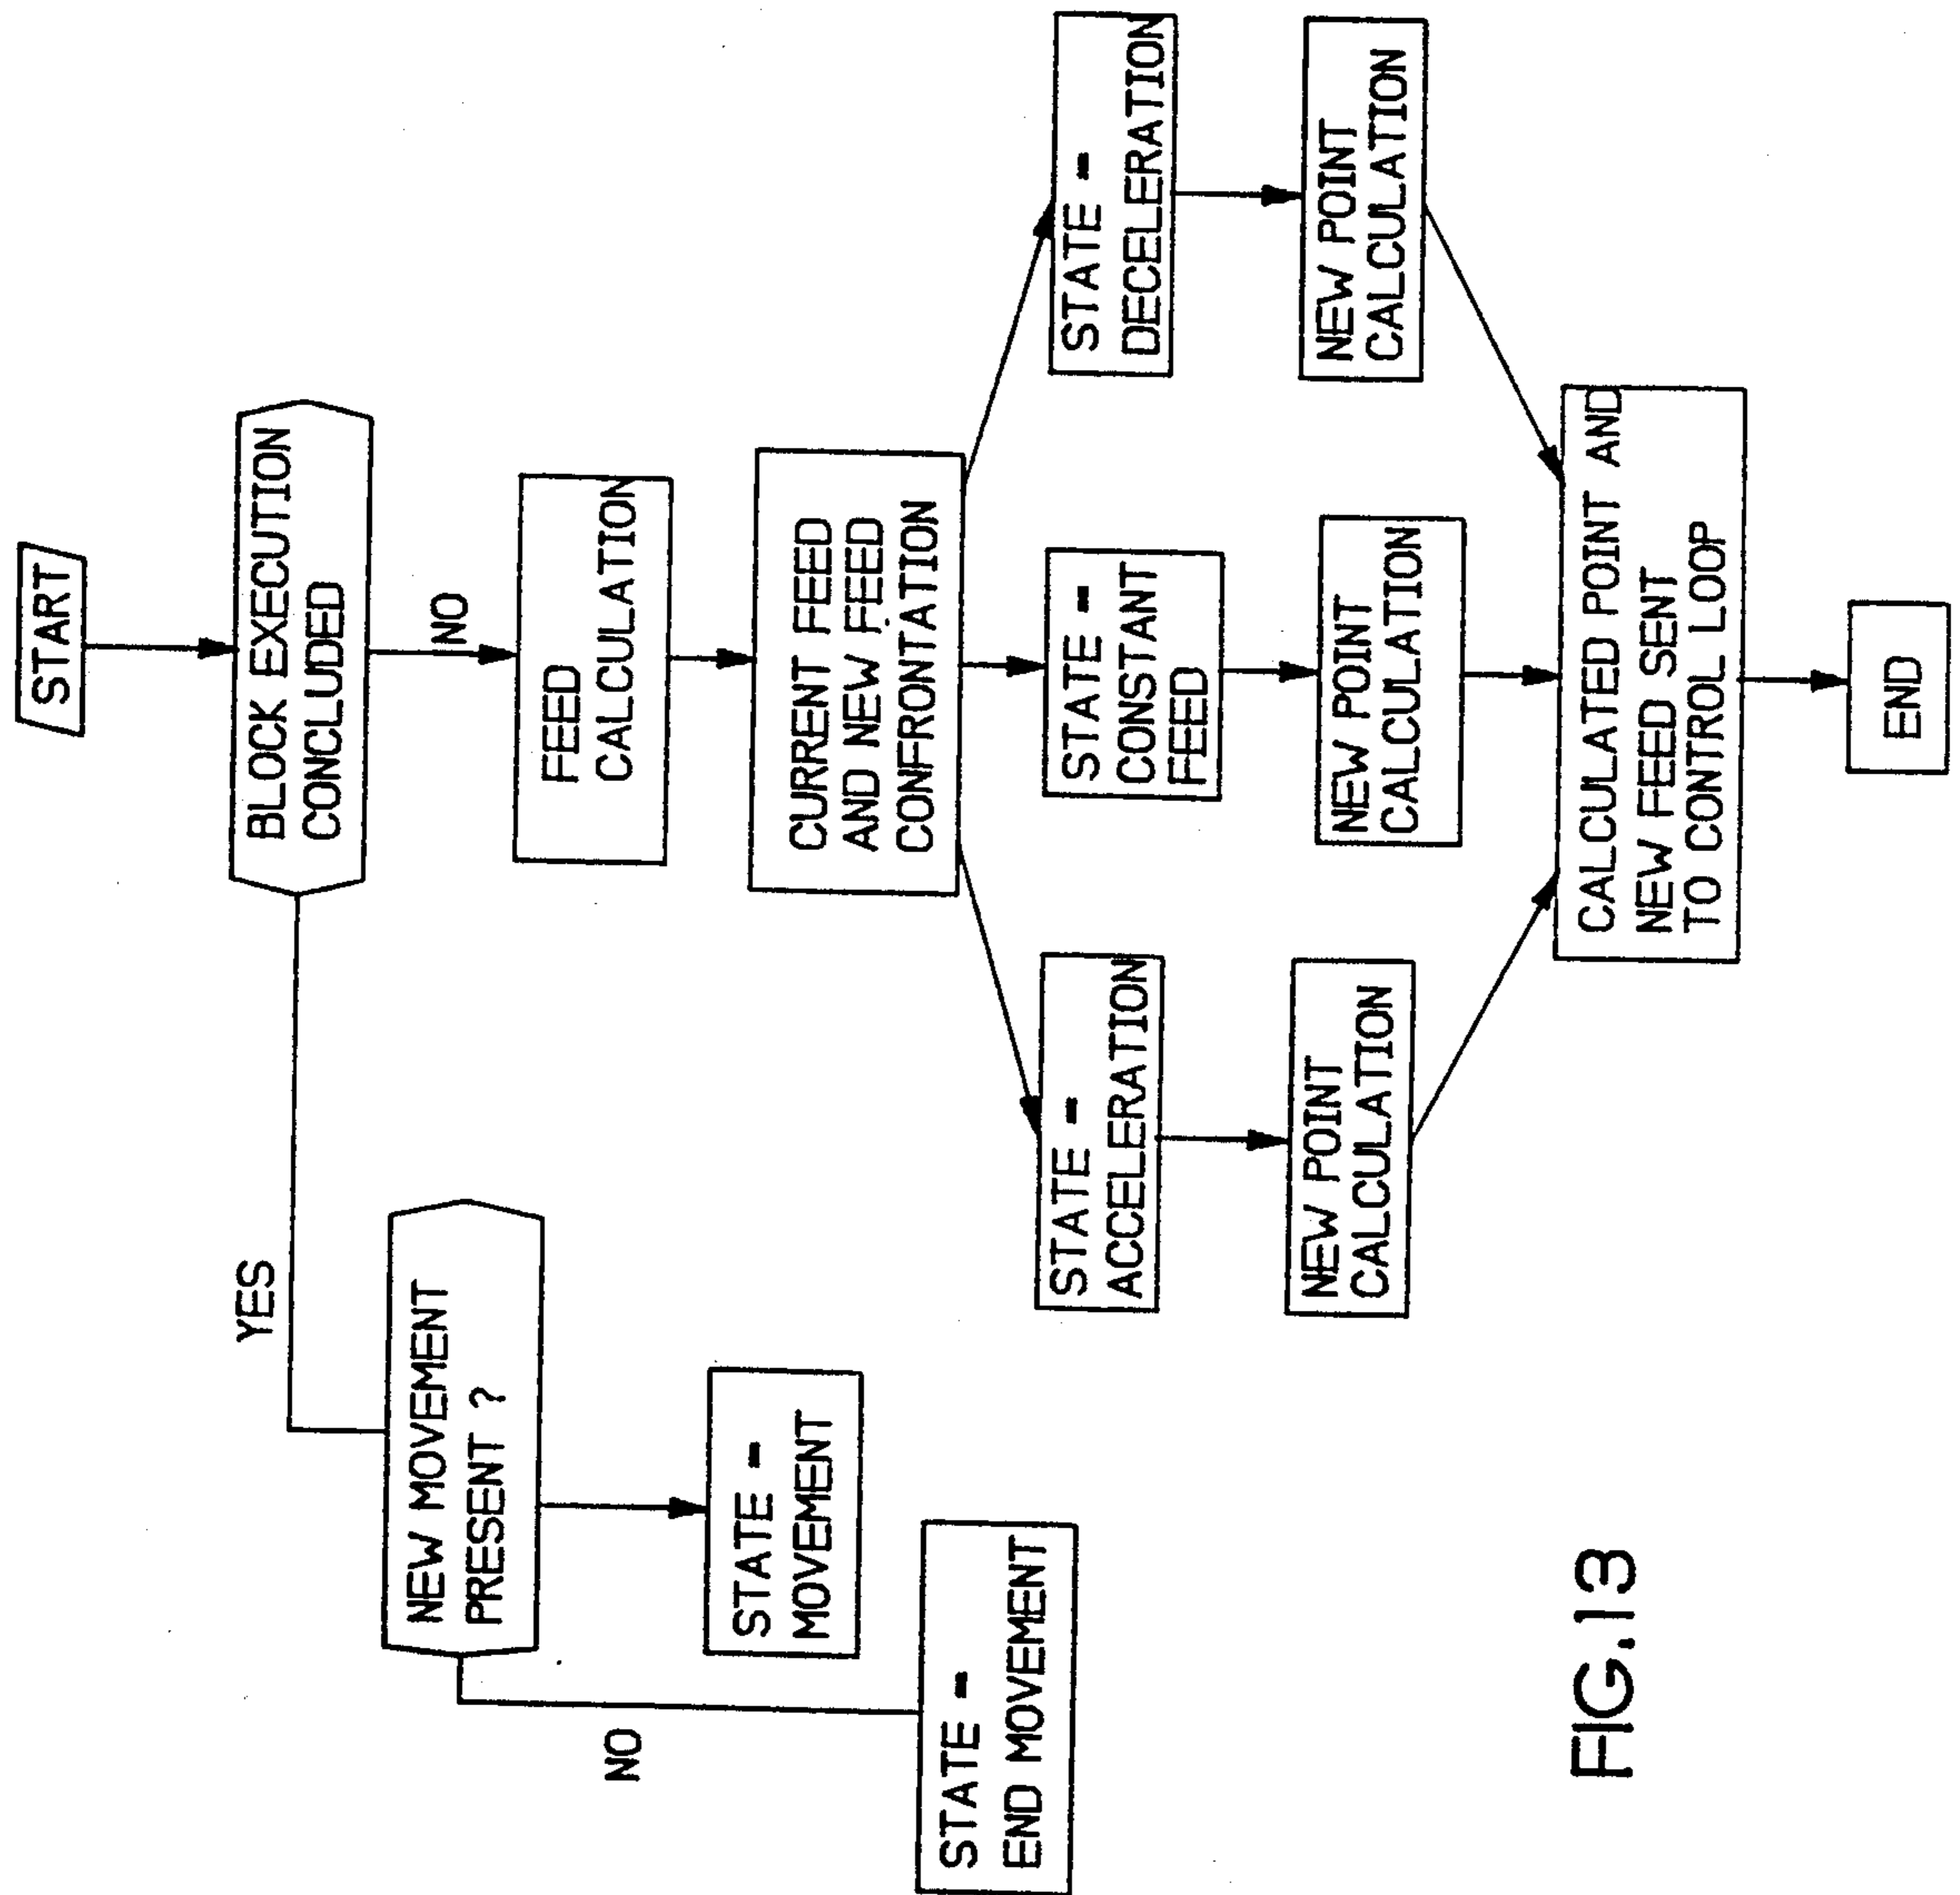 START
BLOCK EXECUTION
CONCLUDED
YES
NO
NEW MOVEMENT
PRESENT ?
NO
STATE =
MOVEMENT
STATE =
END MOVEMENT
FEED
CALCULATION
CURRENT FEED
AND NEW FEED
CONFRONTATION
STATE =
ACCELERATION
STATE =
CONSTANT
FEED
STATE =
DECELERATION
NEW POINT
CALCULATION
NEW POINT
CALCULATION
NEW POINT
CALCULATION
CALCULATED POINT AND
NEW FEED SENT
TO CONTROL LOOP
END
FIG.13